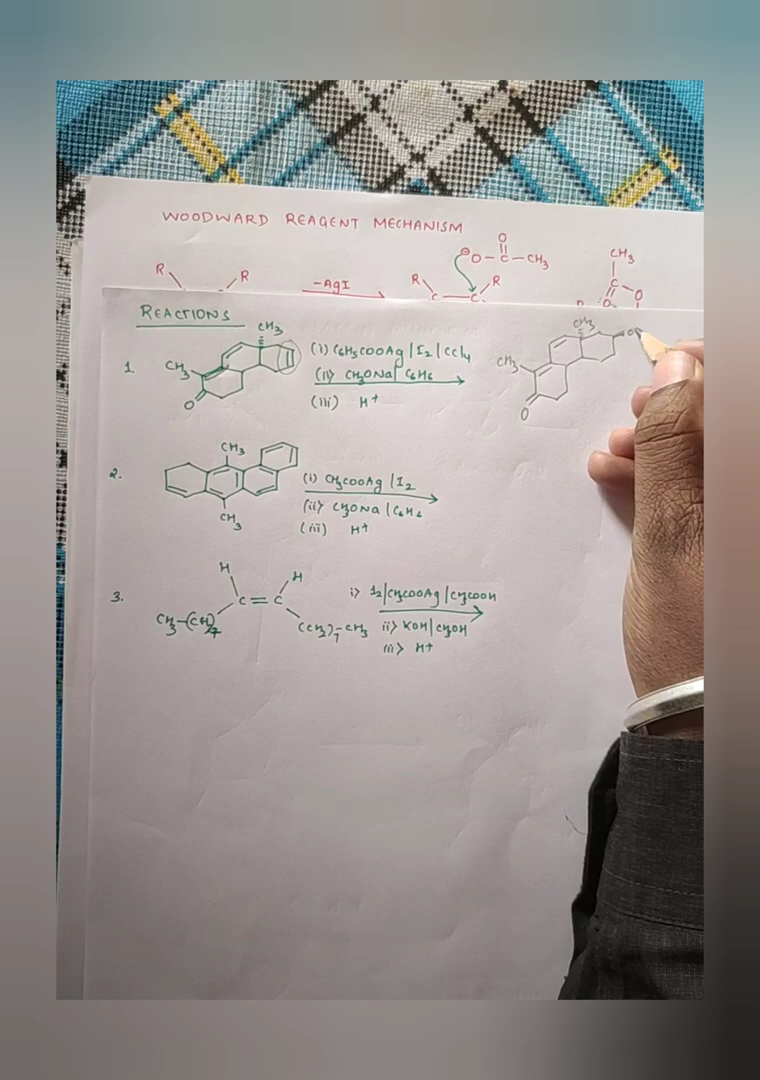 WOODWARD REAGENT MECHANISM
O
⊖O–C–CH3
CH3
R R –AgI R R C–O
C–C O
REACTIONS
1. CH3 CH3 O (i) C6H5COOAg / I2 / CCl4
(ii) CH3ONa / C6H6
(iii) H+
CH3 CH3 O
2. CH3 CH3 (i) CH3COOAg / I2
(ii) CH3ONa / C6H6
(iii) H+
3. H H i) I2/CH3COOAg/CH3COOH
C=C
CH3–(CH)7 (CH2)7–CH3 ii) KOH/CH3OH
iii) H+